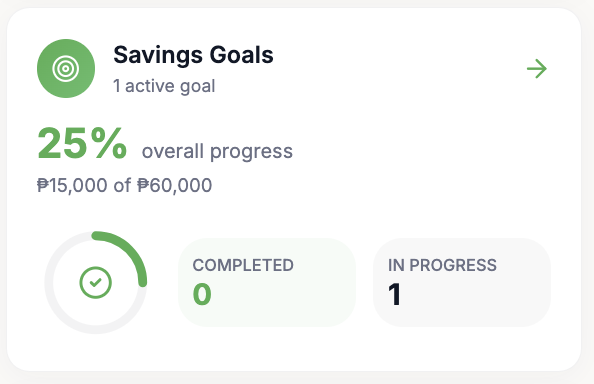 Savings Goals
1 active goal
25% overall progress
₱15,000 of ₱60,000
COMPLETED
0
IN PROGRESS
1